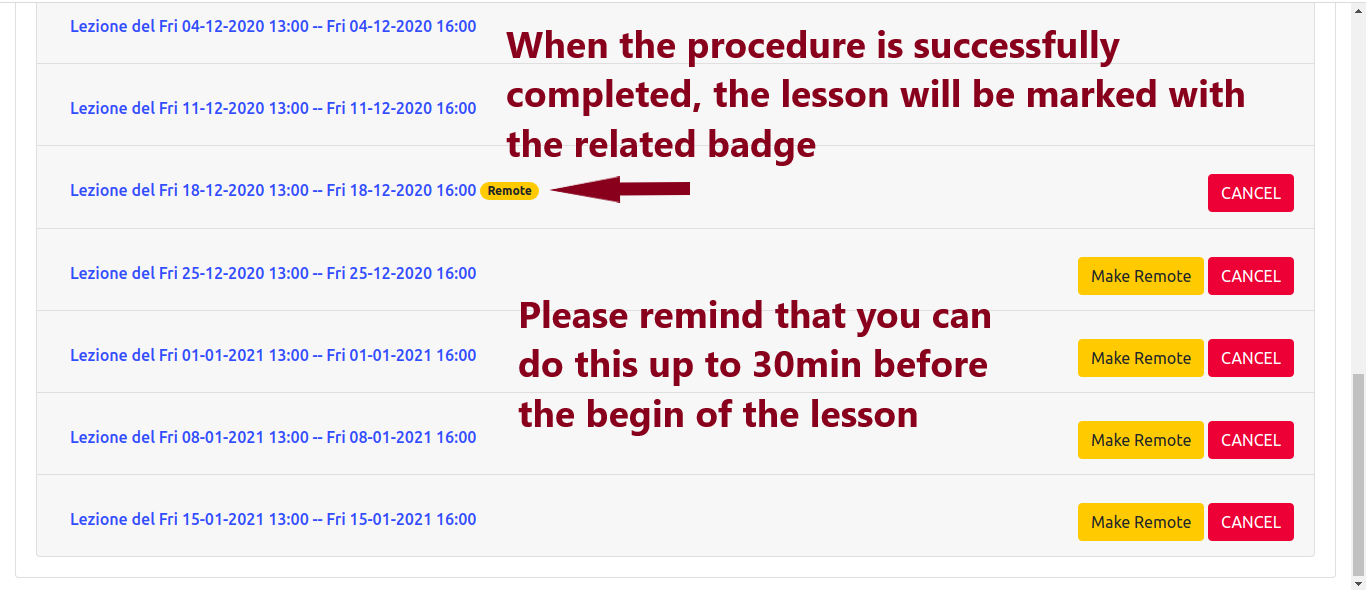 Lezione del Fri 04-12-2020 13:00 -- Fri 04-12-2020 16:00
When the procedure is successfully
completed, the lesson will be marked with
the related badge
Lezione del Fri 11-12-2020 13:00 -- Fri 11-12-2020 16:00
Lezione del Fri 18-12-2020 13:00 -- Fri 18-12-2020 16:00 Remote CANCEL
Lezione del Fri 25-12-2020 13:00 -- Fri 25-12-2020 16:00 Make Remote CANCEL
Please remind that you can
do this up to 30min before
the begin of the lesson
Lezione del Fri 01-01-2021 13:00 -- Fri 01-01-2021 16:00 Make Remote CANCEL
Lezione del Fri 08-01-2021 13:00 -- Fri 08-01-2021 16:00 Make Remote CANCEL
Lezione del Fri 15-01-2021 13:00 -- Fri 15-01-2021 16:00 Make Remote CANCEL